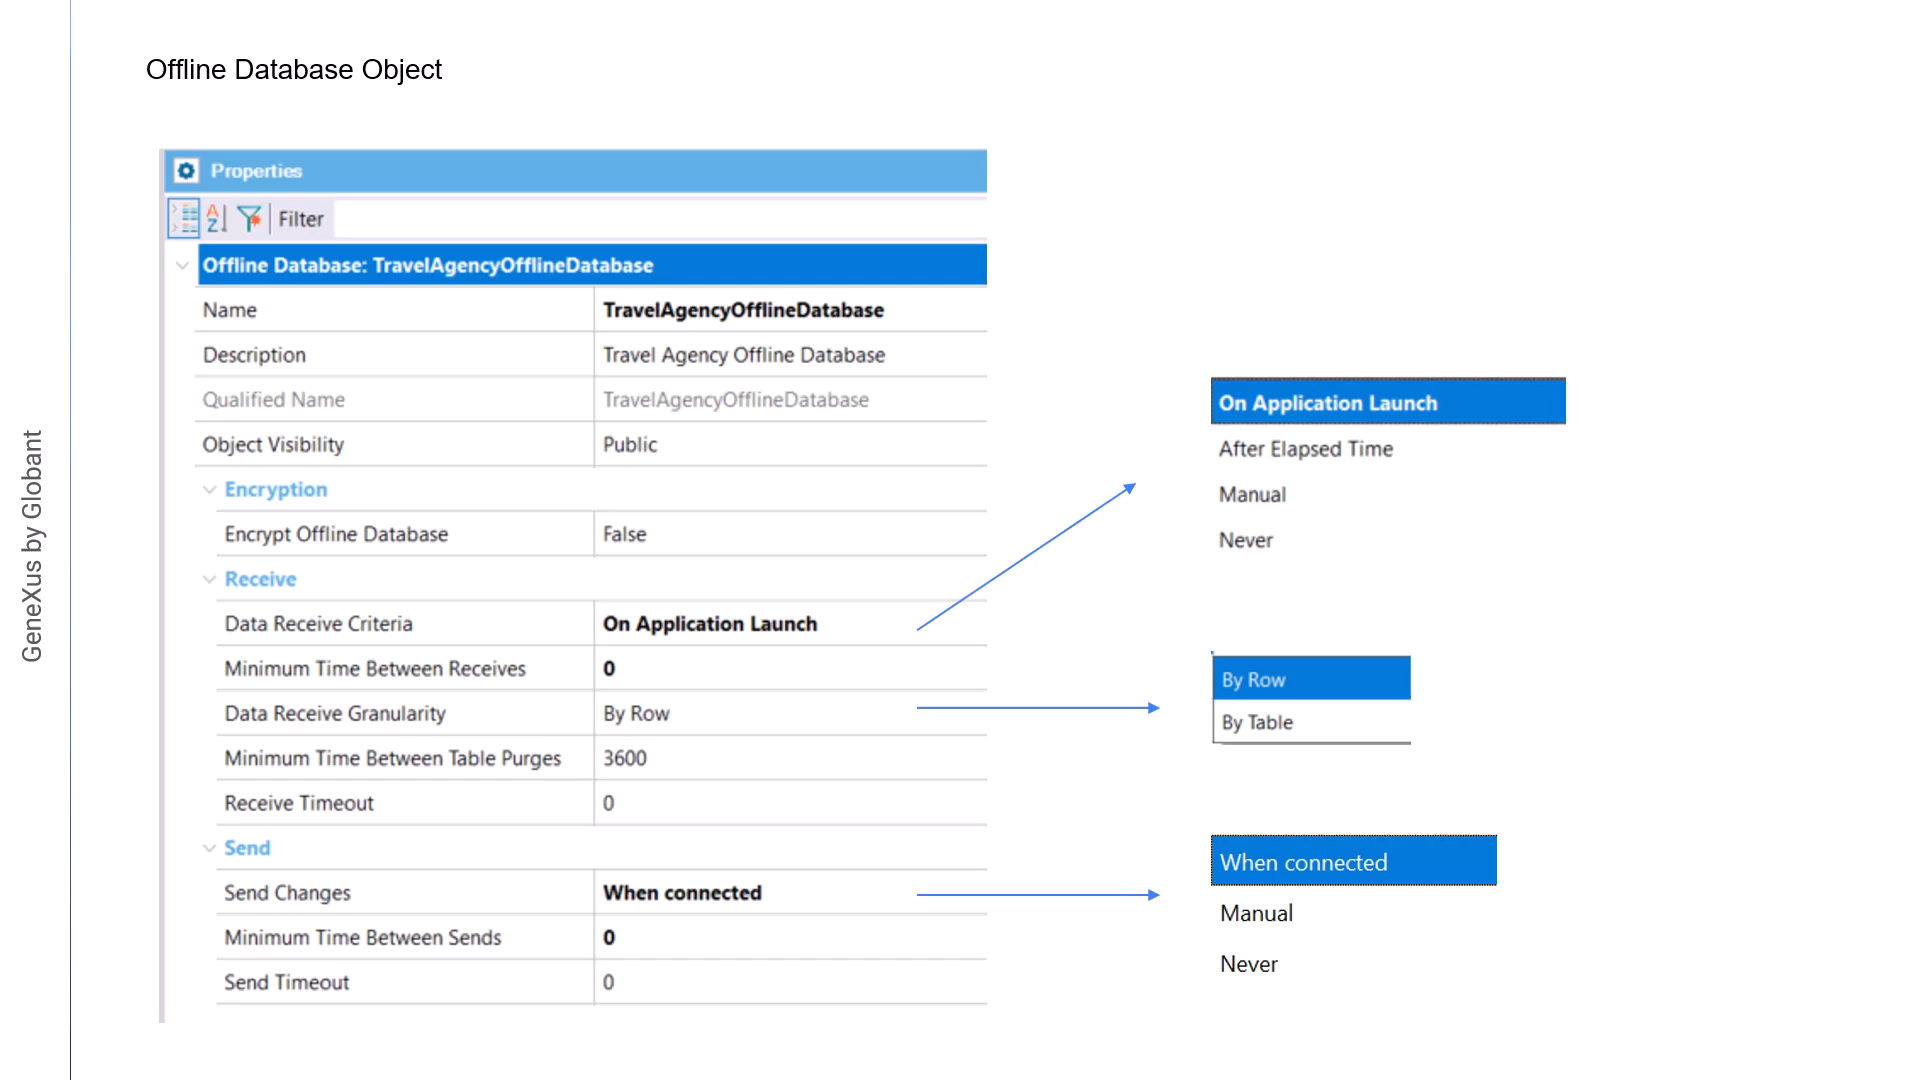 Offline Database Object
Properties
Filter
Offline Database: TravelAgencyOfflineDatabase
Name TravelAgencyOfflineDatabase
Description Travel Agency Offline Database
Qualified Name TravelAgencyOfflineDatabase
Object Visibility Public
Encryption
Encrypt Offline Database False
Receive
Data Receive Criteria On Application Launch
Minimum Time Between Receives 0
Data Receive Granularity By Row
Minimum Time Between Table Purges 3600
Receive Timeout 0
Send
Send Changes When connected
Minimum Time Between Sends 0
Send Timeout 0
On Application Launch
After Elapsed Time
Manual
Never
By Row
By Table
When connected
Manual
Never
GeneXus by Globant